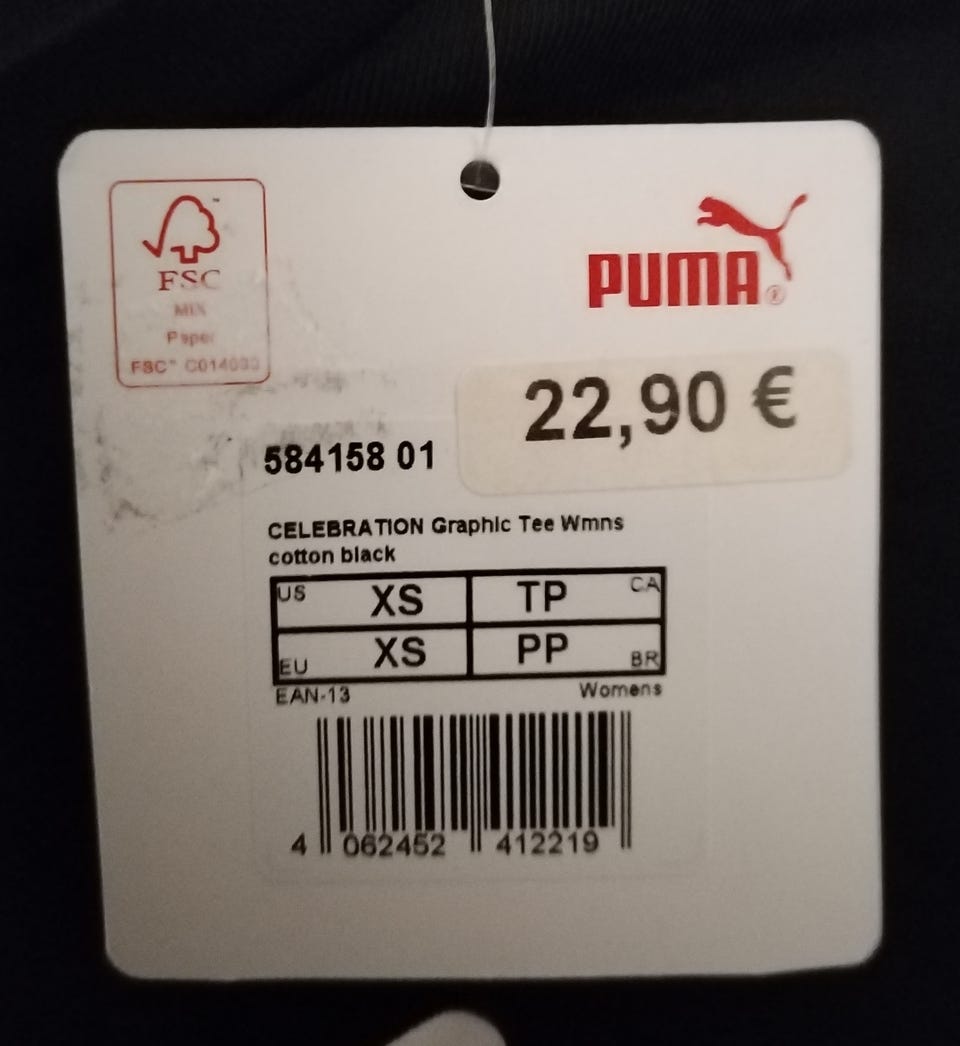 FSC
MIX
Paper
FSC™ C014033
PUMA®
22,90 €
584158 01
CELEBRATION Graphic Tee Wmns
cotton black
US XS TP CA
EU XS PP BR
EAN-13 Womens
4 062452 412219